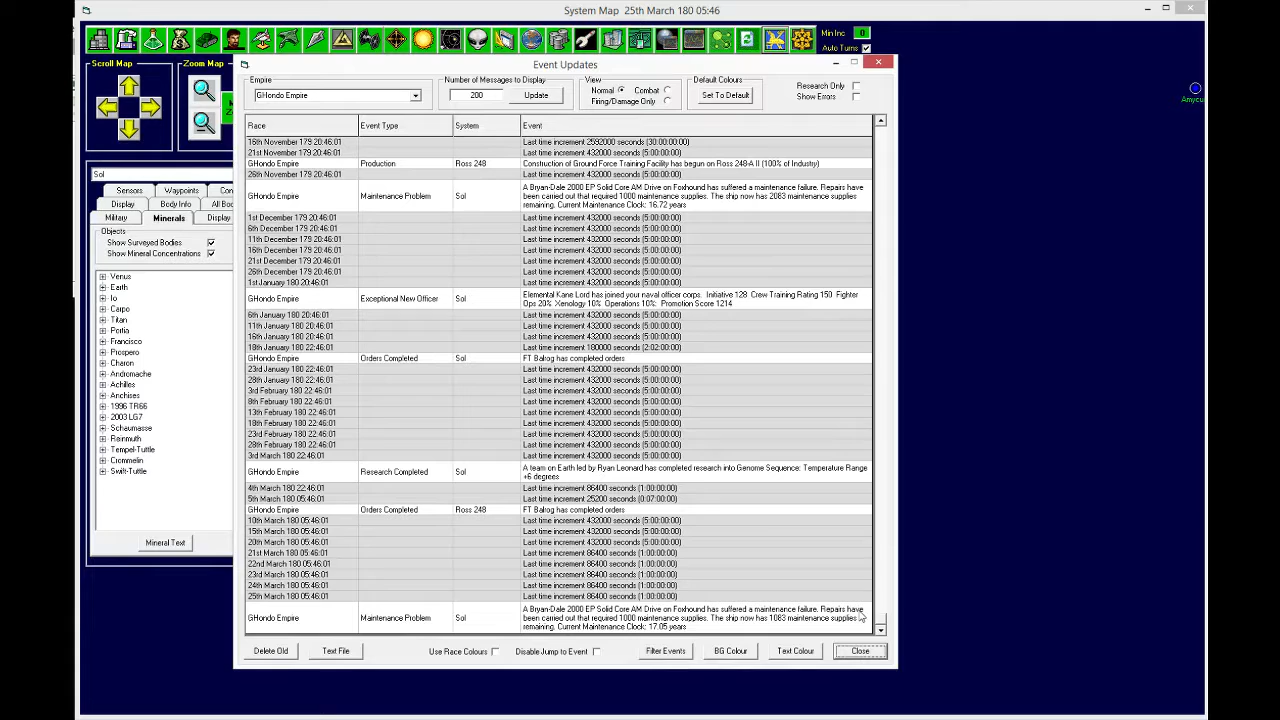 System Map 25th March 180 05:46
Min Inc 0
Auto Turns
Scroll Map
Zoom Map
Event Updates
Empire
GHondo Empire
Number of Messages to Display
200
Update
View
Normal
Combat
Firing/Damage Only
Default Colours
Set To Default
Research Only
Show Errors
Amycu
Sol
Sensors
Waypoints
Con
Display
Body Info
All Boc
Military
Minerals
Display
Objects
Show Surveyed Bodies
Show Mineral Concentrations
Venus
Earth
Io
Carpo
Titan
Portia
Francisco
Prospero
Charon
Andromache
Achilles
Anchises
1996 TR66
2003 LG7
Schaumasse
Reinmuth
Tempel-Tuttle
Crommelin
Swift-Tuttle
Mineral Text
Race Event Type System Event
16th November 179 20:46:01 Last time increment 2592000 seconds (30:00:00:00)
21st November 179 20:46:01 Last time increment 432000 seconds (5:00:00:00)
GHondo Empire Production Ross 248 Construction of Ground Force Training Facility has begun on Ross 248-A II (100% of Industry)
26th November 179 20:46:01 Last time increment 432000 seconds (5:00:00:00)
GHondo Empire Maintenance Problem Sol A Bryan-Dale 2000 EP Solid Core AM Drive on Foxhound has suffered a maintenance failure. Repairs have
been carried out that required 1000 maintenance supplies. The ship now has 2083 maintenance supplies
remaining. Current Maintenance Clock: 16.72 years
1st December 179 20:46:01 Last time increment 432000 seconds (5:00:00:00)
6th December 179 20:46:01 Last time increment 432000 seconds (5:00:00:00)
11th December 179 20:46:01 Last time increment 432000 seconds (5:00:00:00)
16th December 179 20:46:01 Last time increment 432000 seconds (5:00:00:00)
21st December 179 20:46:01 Last time increment 432000 seconds (5:00:00:00)
26th December 179 20:46:01 Last time increment 432000 seconds (5:00:00:00)
1st January 180 20:46:01 Last time increment 432000 seconds (5:00:00:00)
GHondo Empire Exceptional New Officer Sol Elemental Kane Lord has joined your naval officer corps. Initiative 128 Crew Training Rating 150 Fighter
Ops 20% Xenology 10% Operations 10%: Promotion Score 1214
6th January 180 20:46:01 Last time increment 432000 seconds (5:00:00:00)
11th January 180 20:46:01 Last time increment 432000 seconds (5:00:00:00)
16th January 180 20:46:01 Last time increment 432000 seconds (5:00:00:00)
18th January 180 22:46:01 Last time increment 180000 seconds (2:02:00:00)
GHondo Empire Orders Completed Sol FT Balrog has completed orders
23rd January 180 22:46:01 Last time increment 432000 seconds (5:00:00:00)
28th January 180 22:46:01 Last time increment 432000 seconds (5:00:00:00)
3rd February 180 22:46:01 Last time increment 432000 seconds (5:00:00:00)
8th February 180 22:46:01 Last time increment 432000 seconds (5:00:00:00)
13th February 180 22:46:01 Last time increment 432000 seconds (5:00:00:00)
18th February 180 22:46:01 Last time increment 432000 seconds (5:00:00:00)
23rd February 180 22:46:01 Last time increment 432000 seconds (5:00:00:00)
28th February 180 22:46:01 Last time increment 432000 seconds (5:00:00:00)
3rd March 180 22:46:01 Last time increment 432000 seconds (5:00:00:00)
GHondo Empire Research Completed Sol A team on Earth led by Ryan Leonard has completed research into Genome Sequence: Temperature Range
+6 degrees
4th March 180 22:46:01 Last time increment 86400 seconds (1:00:00:00)
5th March 180 05:46:01 Last time increment 25200 seconds (0:07:00:00)
GHondo Empire Orders Completed Ross 248 FT Balrog has completed orders
10th March 180 05:46:01 Last time increment 432000 seconds (5:00:00:00)
15th March 180 05:46:01 Last time increment 432000 seconds (5:00:00:00)
20th March 180 05:46:01 Last time increment 432000 seconds (5:00:00:00)
21st March 180 05:46:01 Last time increment 86400 seconds (1:00:00:00)
22nd March 180 05:46:01 Last time increment 86400 seconds (1:00:00:00)
23rd March 180 05:46:01 Last time increment 86400 seconds (1:00:00:00)
24th March 180 05:46:01 Last time increment 86400 seconds (1:00:00:00)
25th March 180 05:46:01 Last time increment 86400 seconds (1:00:00:00)
GHondo Empire Maintenance Problem Sol A Bryan-Dale 2000 EP Solid Core AM Drive on Foxhound has suffered a maintenance failure. Repairs have
been carried out that required 1000 maintenance supplies. The ship now has 1083 maintenance supplies
remaining. Current Maintenance Clock: 17.05 years
Delete Old
Text File
Use Race Colours
Disable Jump to Event
Filter Events
BG Colour
Text Colour
Close